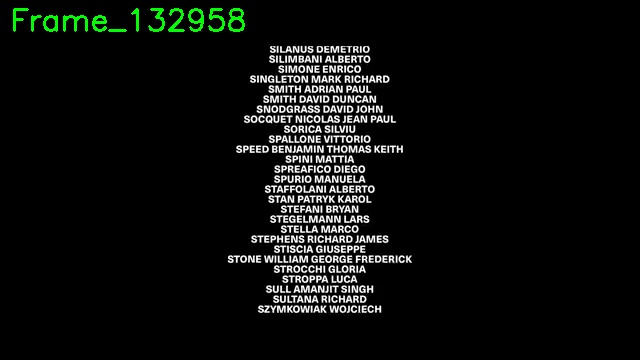 Frame_132958
SILANUS DEMETRIO
SILIMBANI ALBERTO
SIMONE ENRICO
SINGLETON MARK RICHARD
SMITH ADRIAN PAUL
SMITH DAVID DUNCAN
SNODGRASS DAVID JOHN
SOCQUET NICOLAS JEAN PAUL
SORICA SILVIU
SPALLONE VITTORIO
SPEED BENJAMIN THOMAS KEITH
SPINI MATTIA
SPREAFICO DIEGO
SPURIO MANUELA
STAFFOLANI ALBERTO
STAN PATRYK KAROL
STEFANI BRYAN
STEGELMANN LARS
STELLA MARCO
STEPHENS RICHARD JAMES
STISCIA GIUSEPPE
STONE WILLIAM GEORGE FREDERICK
STROCCHI GLORIA
STROPPA LUCA
SULL AMANJIT SINGH
SULTANA RICHARD
SZYMKOWIAK WOJCIECH